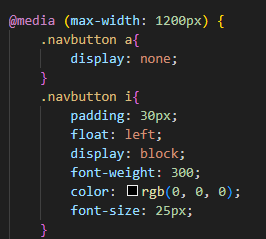 @media (max-width: 1200px) {
.navbutton a{
display: none;
}
.navbutton i{
padding: 30px;
float: left;
display: block;
font-weight: 300;
color: rgb(0, 0, 0);
font-size: 25px;
}